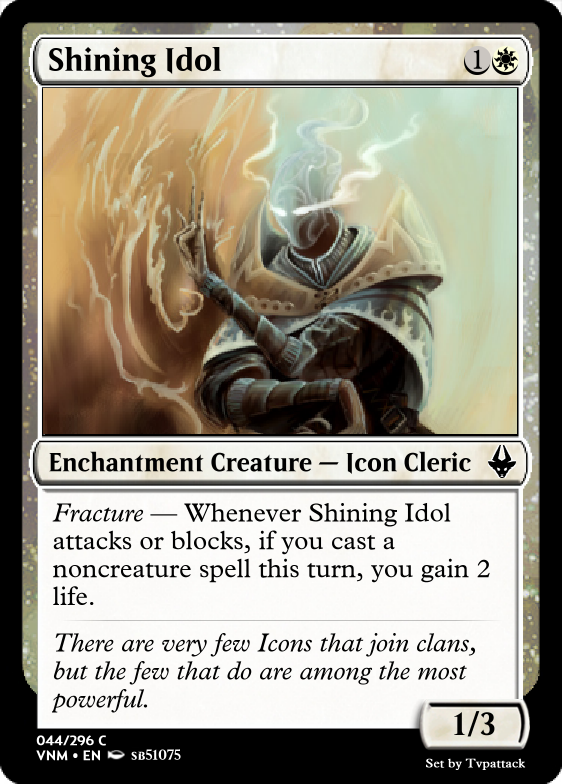 Shining Idol
1
Enchantment Creature — Icon Cleric
Fracture — Whenever Shining Idol
attacks or blocks, if you cast a
noncreature spell this turn, you gain 2
life.
There are very few Icons that join clans,
but the few that do are among the most
powerful.
1/3
044/296 C
VNM • EN SB51075
Set by Tvpattack